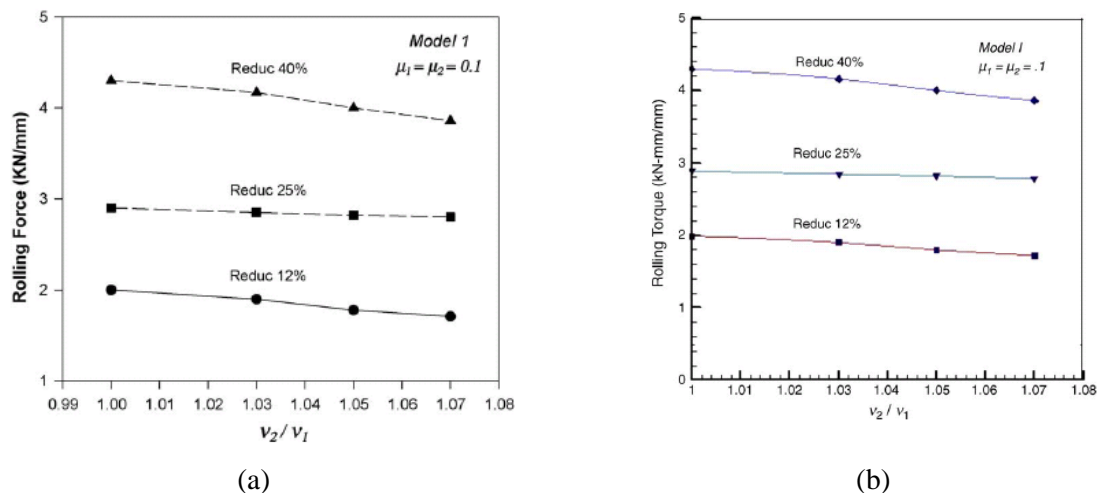 5
4
3
2
1
Rolling Force (KN/mm)
Model 1
μ1 = μ2 = 0.1
Reduc 40%
Reduc 25%
Reduc 12%
0.99 1.00 1.01 1.02 1.03 1.04 1.05 1.06 1.07 1.08
v2 / v1
(a)
5
4
3
2
1
0
Rolling Torque (kN-mm/mm)
Model I
μ1 = μ2 = .1
Reduc 40%
Reduc 25%
Reduc 12%
1 1.01 1.02 1.03 1.04 1.05 1.06 1.07 1.08
v2 / v1
(b)